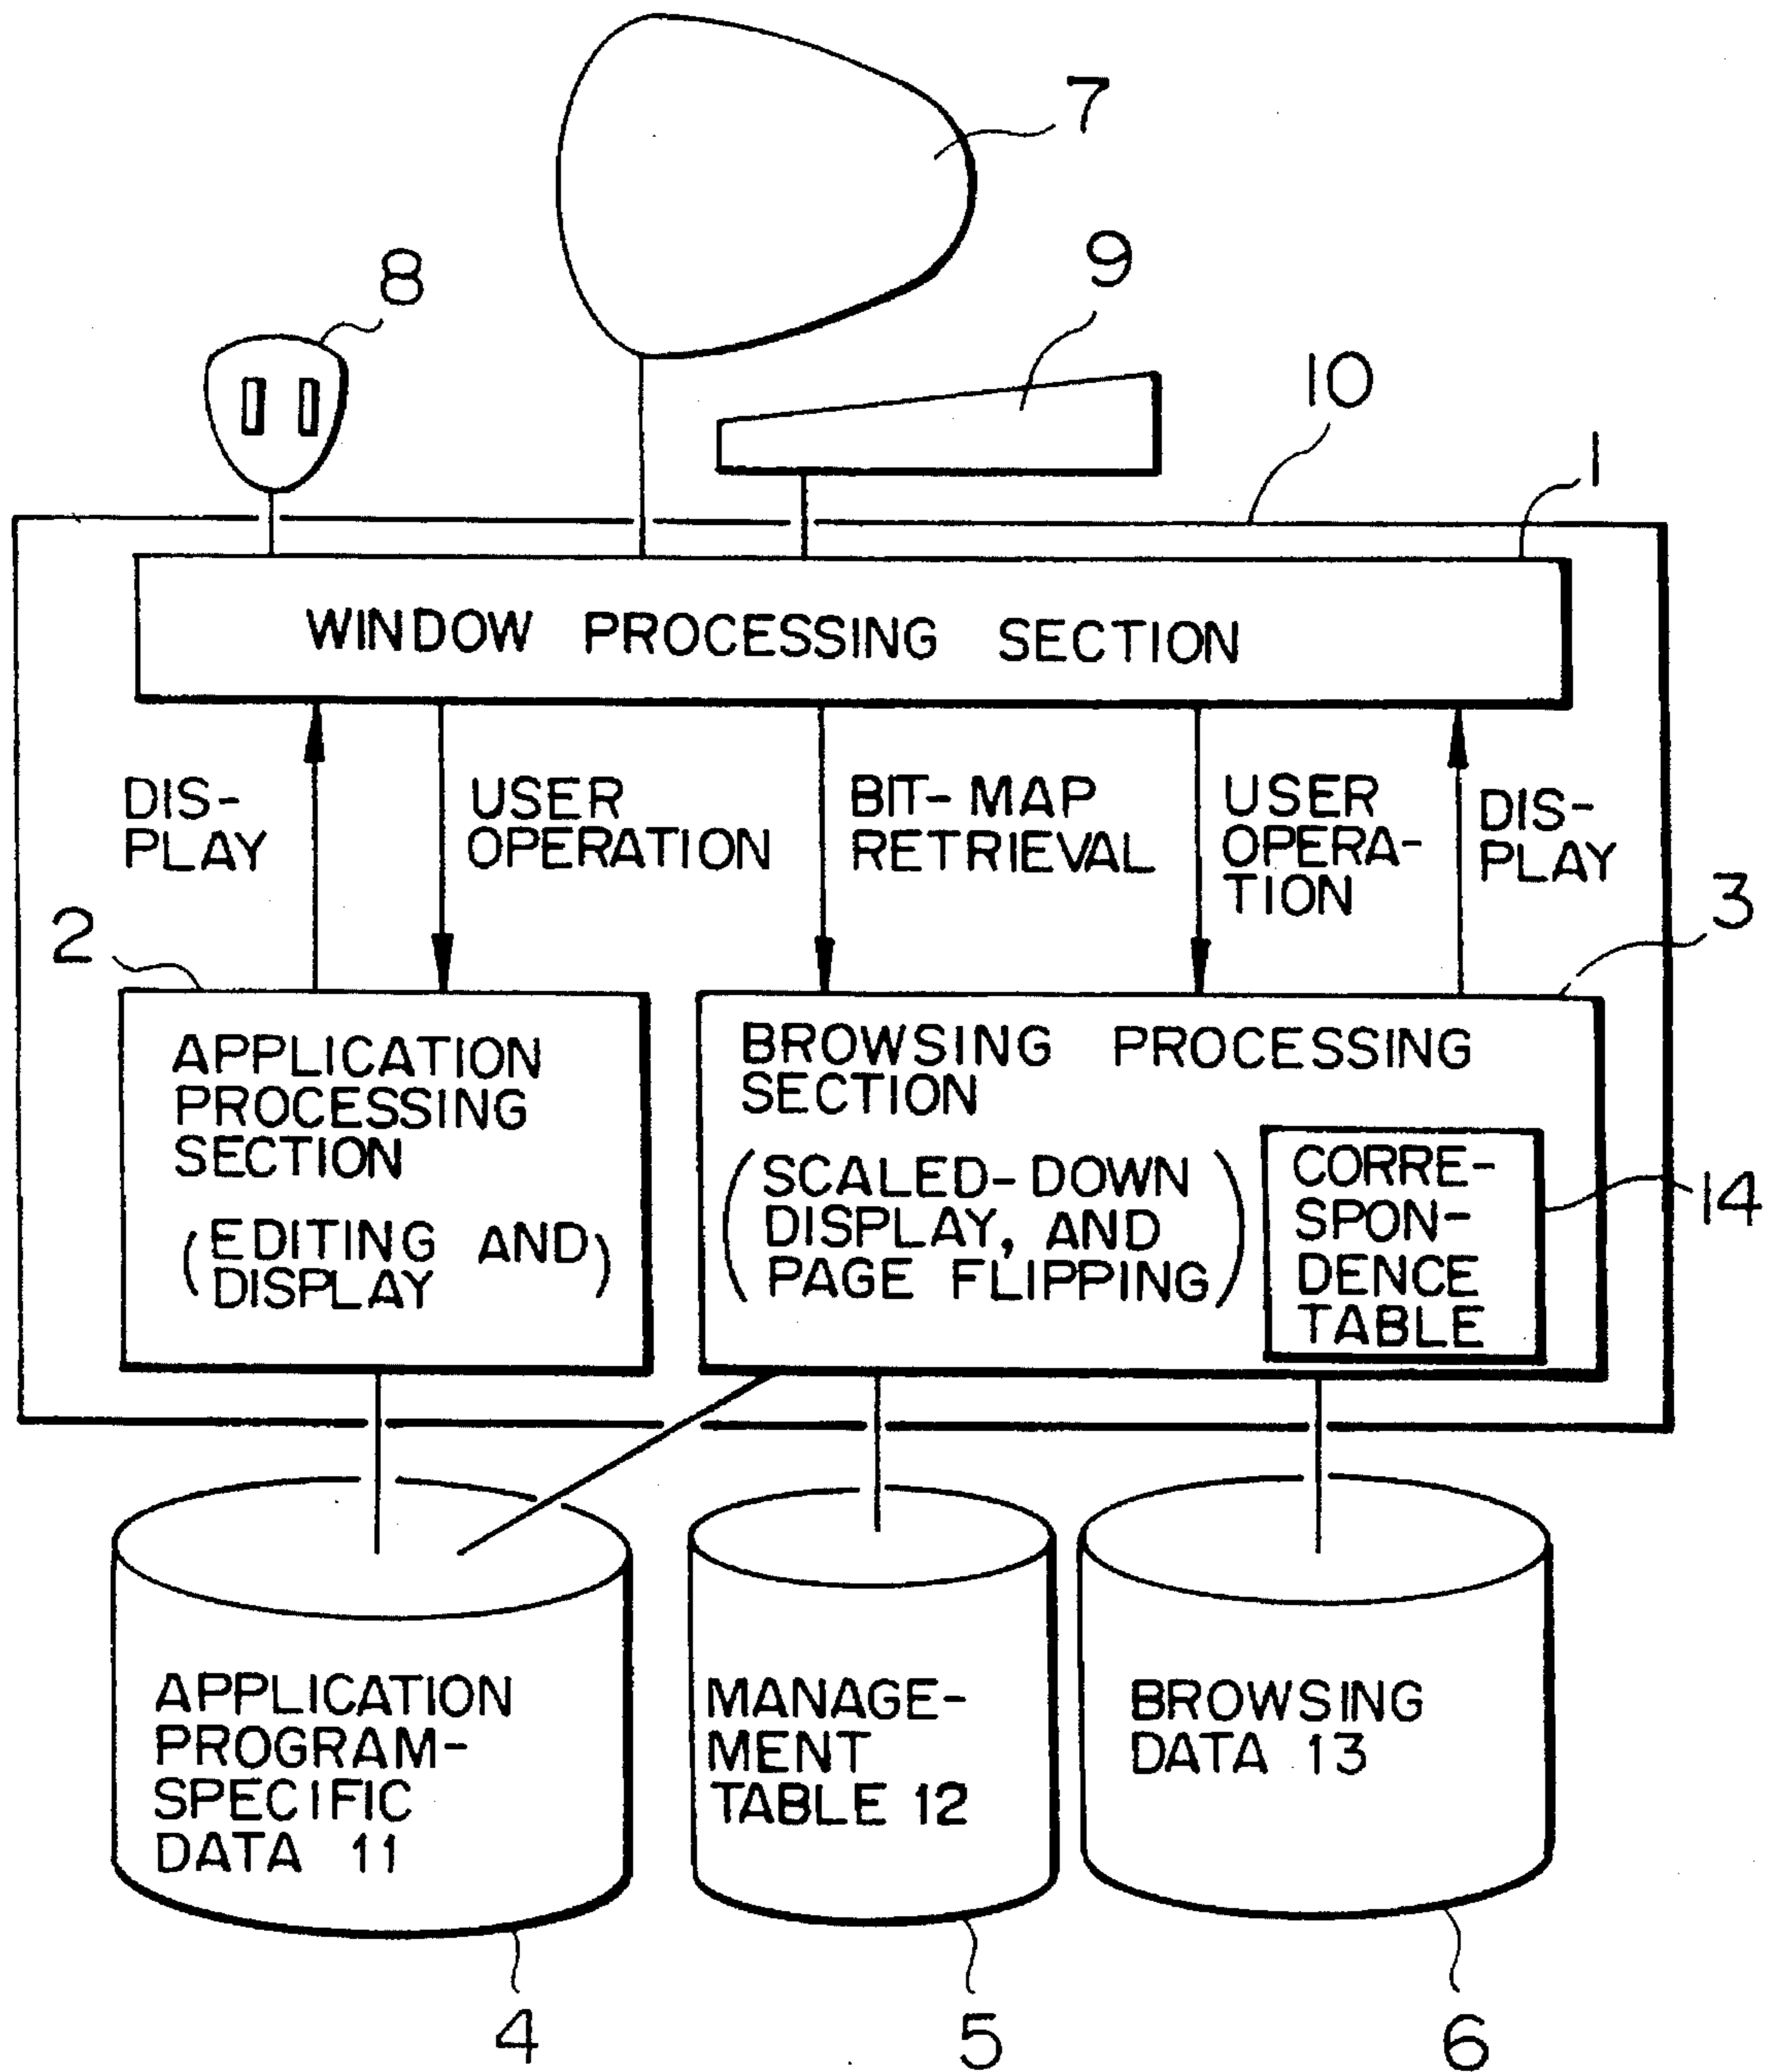 7
9
8
10
1
WINDOW PROCESSING SECTION
DIS-
PLAY
USER
OPERATION
BIT-MAP
RETRIEVAL
USER
OPERA-
TION
DIS-
PLAY
2
3
APPLICATION
PROCESSING
SECTION
(EDITING AND
DISPLAY)
BROWSING PROCESSING
SECTION
(SCALED-DOWN
DISPLAY, AND
PAGE FLIPPING)
CORRE-
SPON-
DENCE
TABLE
14
APPLICATION
PROGRAM-
SPECIFIC
DATA 11
MANAGE-
MENT
TABLE 12
BROWSING
DATA 13
4
5
6